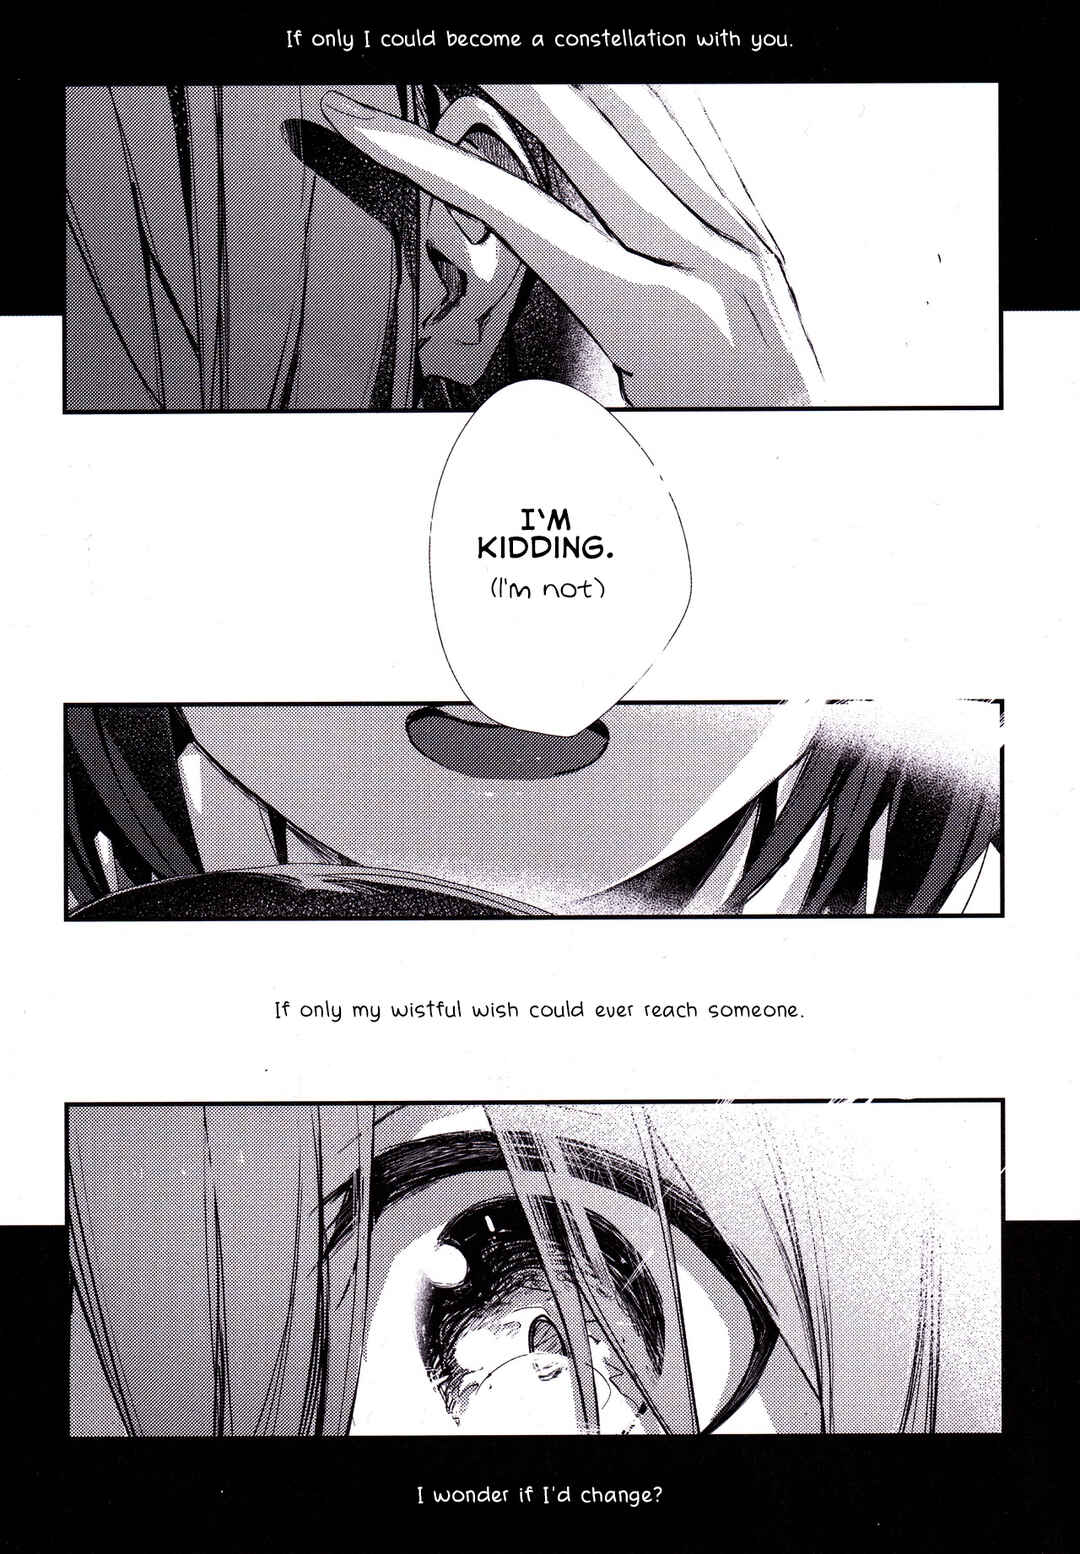 If only I could become a constellation with you.
I'M
KIDDING.
(I'm not)
If only my wistful wish could ever reach someone.
I wonder if I'd change?